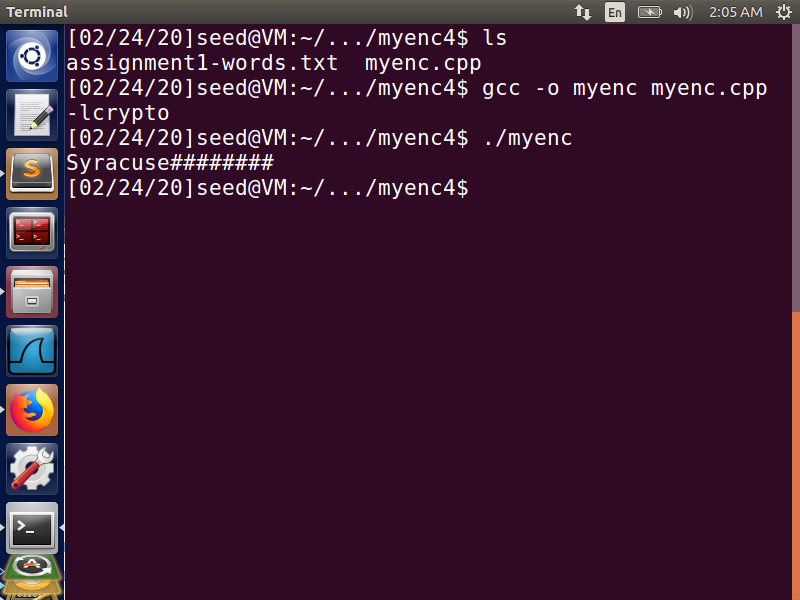 Terminal
En
2:05 AM
[02/24/20]seed@VM:~/.../myenc4$ ls
assignment1-words.txt  myenc.cpp
[02/24/20]seed@VM:~/.../myenc4$ gcc -o myenc myenc.cpp
-lcrypto
[02/24/20]seed@VM:~/.../myenc4$ ./myenc
Syracuse########
[02/24/20]seed@VM:~/.../myenc4$